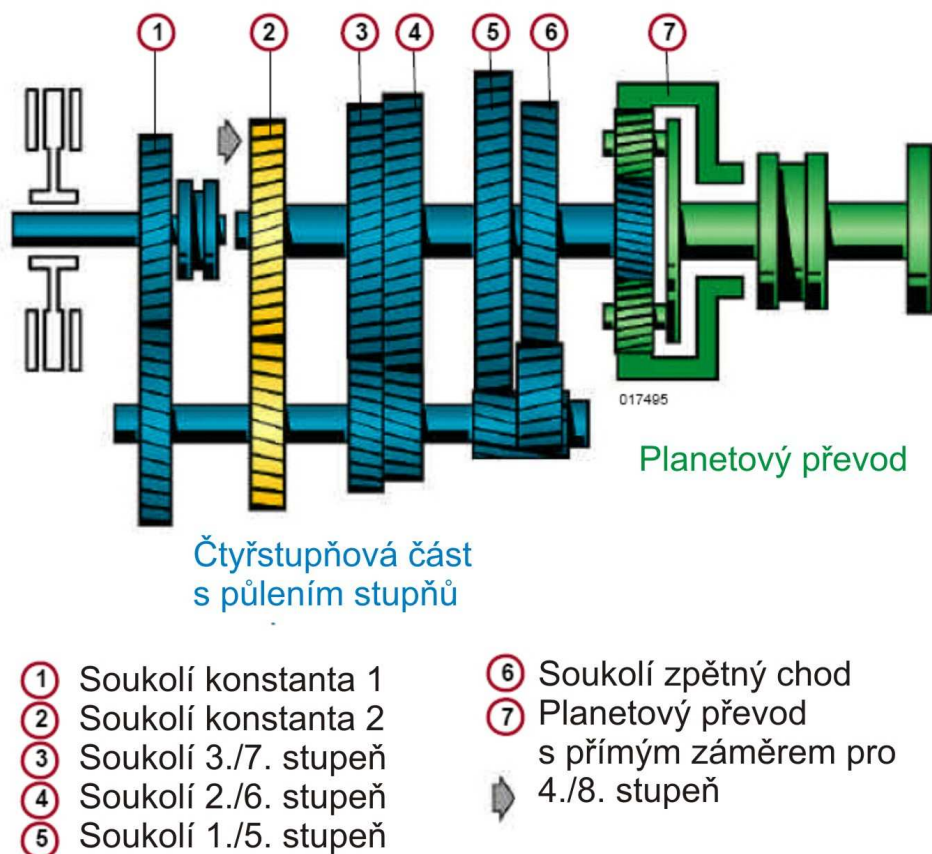 1 2 3 4 5 6 7
017495
Planetový převod
Čtyřstupňová část
s půlením stupňů
1 Soukolí konstanta 1
2 Soukolí konstanta 2
3 Soukolí 3./7. stupeň
4 Soukolí 2./6. stupeň
5 Soukolí 1./5. stupeň
6 Soukolí zpětný chod
7 Planetový převod
s přímým záměrem pro
4./8. stupeň